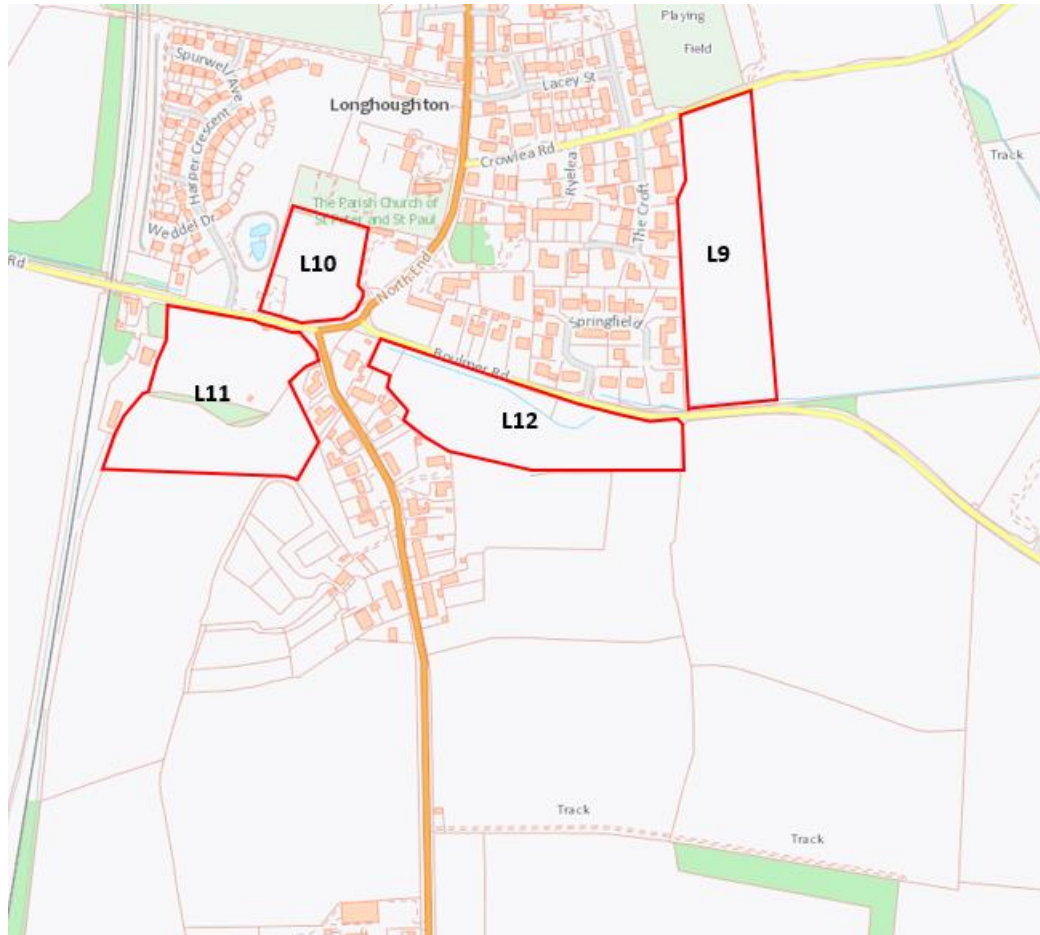 Playing
Field
Spurwell Ave
Lacey St
Longhoughton
Harper Crescent
Crowlea Rd
Ryelea
Track
The Croft
The Parish Church of
St Peter and St Paul
Weddel Dr
L10
L9
Rd
North End
Springfield
Boulmer Rd
L11
L12
Track
Track